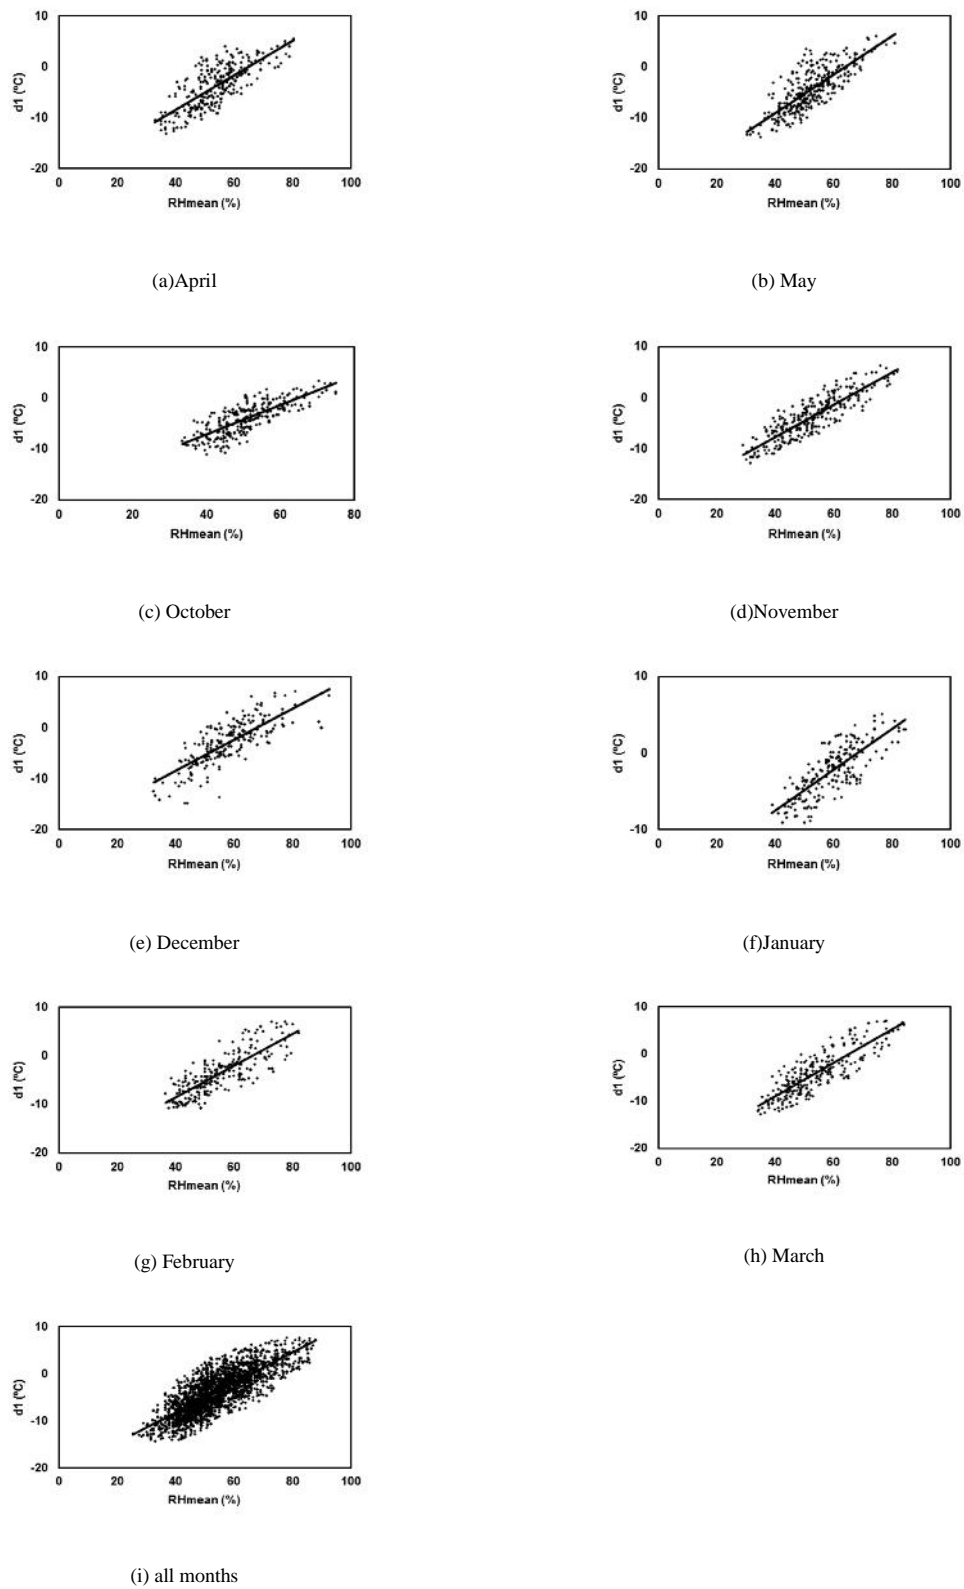 10
0
-10
-20
d1 (ºC)
0 20 40 60 80 100
RHmean (%)
(a)April
10
0
-10
-20
d1 (ºC)
0 20 40 60 80 100
RHmean (%)
(b) May
10
0
-10
-20
d1 (ºC)
0 20 40 60 80
RHmean (%)
(c) October
10
0
-10
-20
d1 (ºC)
0 20 40 60 80 100
RHmean (%)
(d)November
10
0
-10
-20
d1 (ºC)
0 20 40 60 80 100
RHmean (%)
(e) December
10
0
-10
d1 (ºC)
0 20 40 60 80 100
RHmean (%)
(f)January
10
0
-10
-20
d1 (ºC)
0 20 40 60 80 100
RHmean (%)
(g) February
10
0
-10
-20
d1 (ºC)
0 20 40 60 80 100
RHmean (%)
(h) March
10
0
-10
-20
d1 (ºC)
0 20 40 60 80 100
RHmean (%)
(i) all months